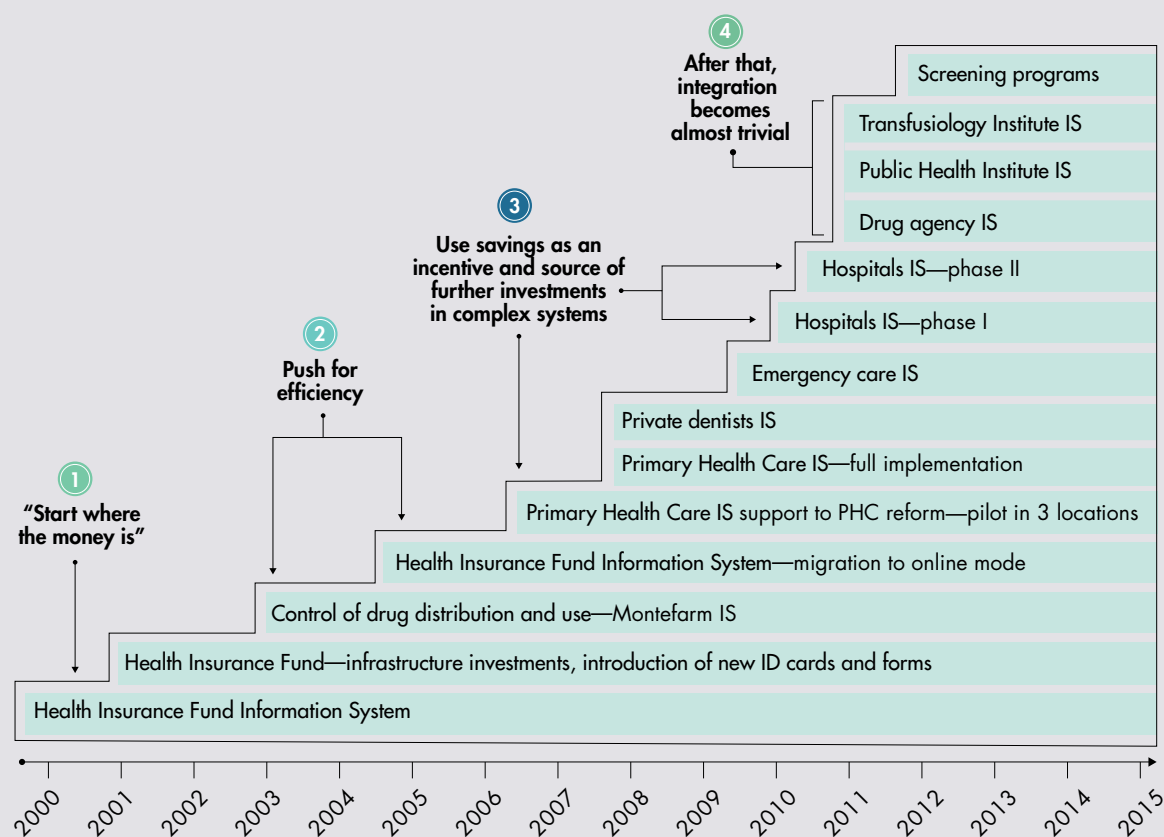 4
After that,
integration
becomes
almost trivial
3
Use savings as an
incentive and source of
further investments
in complex systems
2
Push for
efficiency
1
“Start where
the money is”
Screening programs
Transfusiology Institute IS
Public Health Institute IS
Drug agency IS
Hospitals IS—phase II
Hospitals IS—phase I
Emergency care IS
Private dentists IS
Primary Health Care IS—full implementation
Primary Health Care IS support to PHC reform—pilot in 3 locations
Health Insurance Fund Information System—migration to online mode
Control of drug distribution and use—Montefarm IS
Health Insurance Fund—infrastructure investments, introduction of new ID cards and forms
Health Insurance Fund Information System
2000
2001
2002
2003
2004
2005
2006
2007
2008
2009
2010
2011
2012
2013
2014
2015